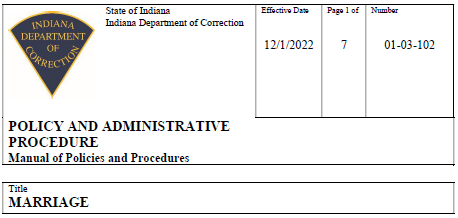 INDIANA
DEPARTMENT
OF
CORRECTION
State of Indiana
Indiana Department of Correction
Effective Date
Page 1 of
Number
12/1/2022
7
01-03-102
POLICY AND ADMINISTRATIVE
PROCEDURE
Manual of Policies and Procedures
Title
MARRIAGE